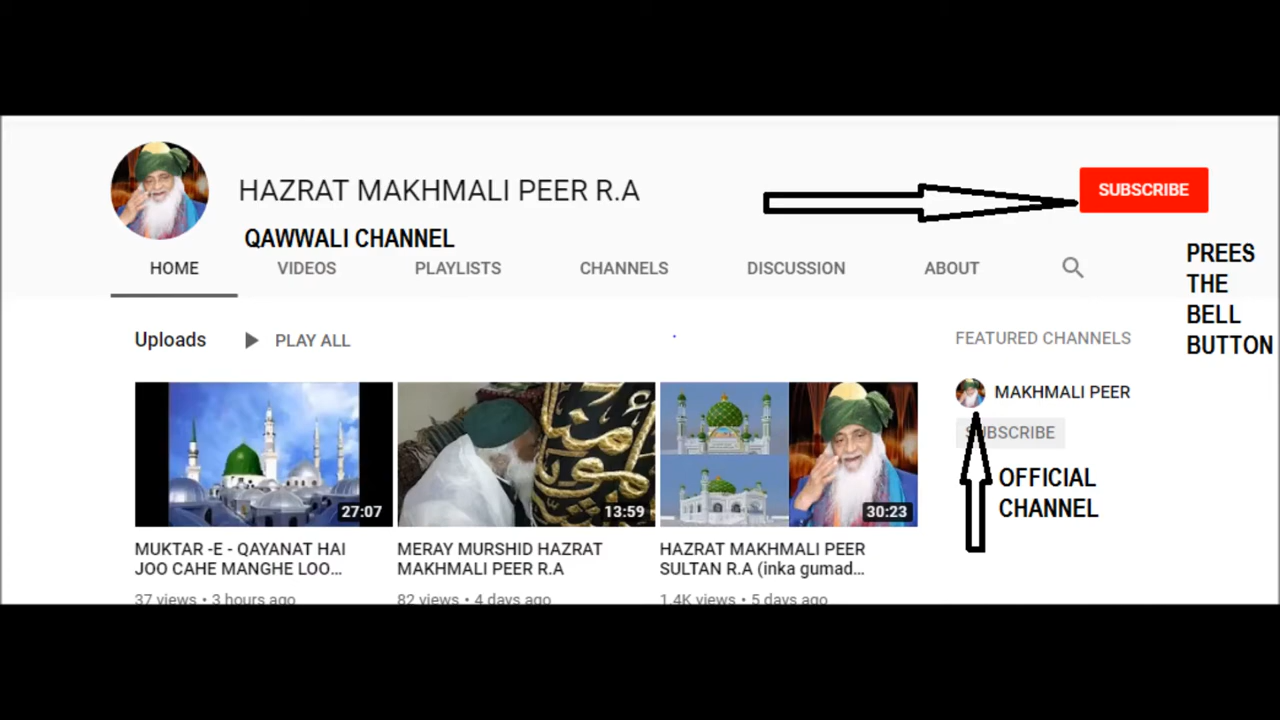 HAZRAT MAKHMALI PEER R.A
SUBSCRIBE
QAWWALI CHANNEL
PREES
THE
BELL
BUTTON
HOME VIDEOS PLAYLISTS CHANNELS DISCUSSION ABOUT
Uploads PLAY ALL
FEATURED CHANNELS
MAKHMALI PEER
SUBSCRIBE
OFFICIAL
CHANNEL
27:07
MUKTAR -E - QAYANAT HAI
JOO CAHE MANGHE LOO...
37 views • 3 hours ago
13:59
MERAY MURSHID HAZRAT
MAKHMALI PEER R.A
82 views • 4 days ago
30:23
HAZRAT MAKHMALI PEER
SULTAN R.A (inka gumad...
1.4K views • 5 days ago